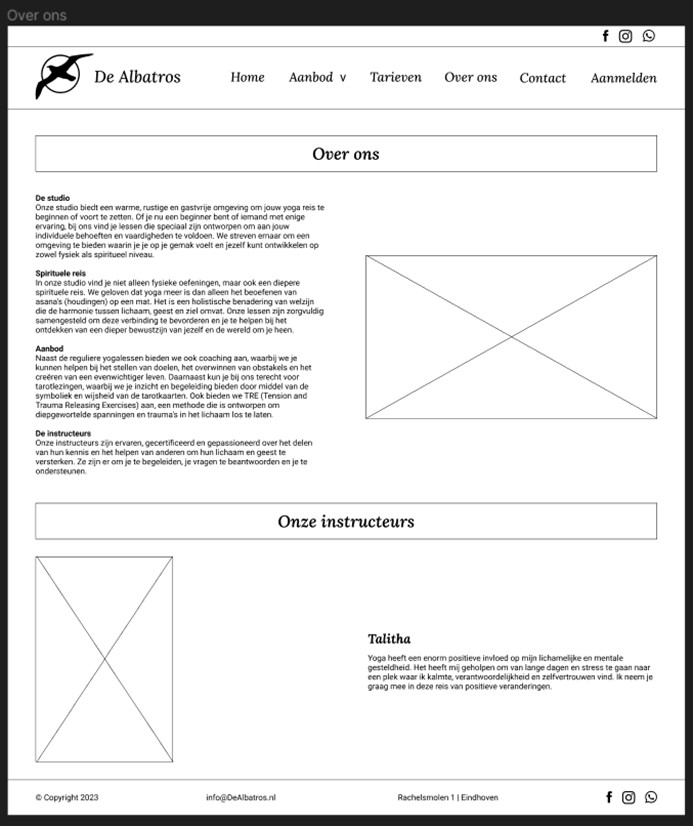 Over ons
De Albatros
Home Aanbod v Tarieven Over ons Contact Aanmelden
Over ons
De studio
Onze studio biedt een warme, rustige en gastvrije omgeving om jouw yoga reis te
beginnen of voort te zetten. Of je nu een beginner bent of iemand met enige
ervaring, bij ons vind je lessen die speciaal zijn ontworpen om aan jouw
individuele behoeften en vaardigheden te voldoen. We streven ernaar om een
omgeving te bieden waarin je je op je gemak voelt en jezelf kunt ontwikkelen op
zowel fysiek als spiritueel niveau.
Spirituele reis
In onze studio vind je niet alleen fysieke oefeningen, maar ook een diepere
spirituele reis. We geloven dat yoga meer is dan alleen het beoefenen van
asana's (houdingen) op een mat. Het is een holistische benadering van welzijn
die de harmonie tussen lichaam, geest en ziel omvat. Onze lessen zijn zorgvuldig
samengesteld om deze verbinding te bevorderen en je te helpen bij het
ontdekken van een dieper bewustzijn van jezelf en de wereld om je heen.
Aanbod
Naast de reguliere yogalessen bieden we ook coaching aan, waarbij we je
kunnen helpen bij het stellen van doelen, het overwinnen van obstakels en het
creëren van een evenwichtiger leven. Daarnaast kun je bij ons terecht voor
tarotlezingen, waarbij we je inzicht en begeleiding bieden door middel van de
symboliek en wijsheid van de tarotkaarten. Ook bieden we TRE (Tension and
Trauma Releasing Exercises) aan, een methode die is ontworpen om
diepgewortelde spanningen en trauma's in het lichaam los te laten.
De instructeurs
Onze instructeurs zijn ervaren, gecertificeerd en gepassioneerd over het delen
van hun kennis en het helpen van anderen om hun lichaam en geest te
versterken. Ze zijn er om je te begeleiden, je vragen te beantwoorden en je te
ondersteunen.
Onze instructeurs
Talitha
Yoga heeft een enorm positieve invloed op mijn lichamelijke en mentale
gesteldheid. Het heeft mij geholpen om van lange dagen en stress te gaan naar
een plek waar ik kalmte, verantwoordelijkheid en zelfvertrouwen vind. Ik neem je
graag mee in deze reis van positieve veranderingen.
© Copyright 2023 info@DeAlbatros.nl Rachelsmolen 1 | Eindhoven